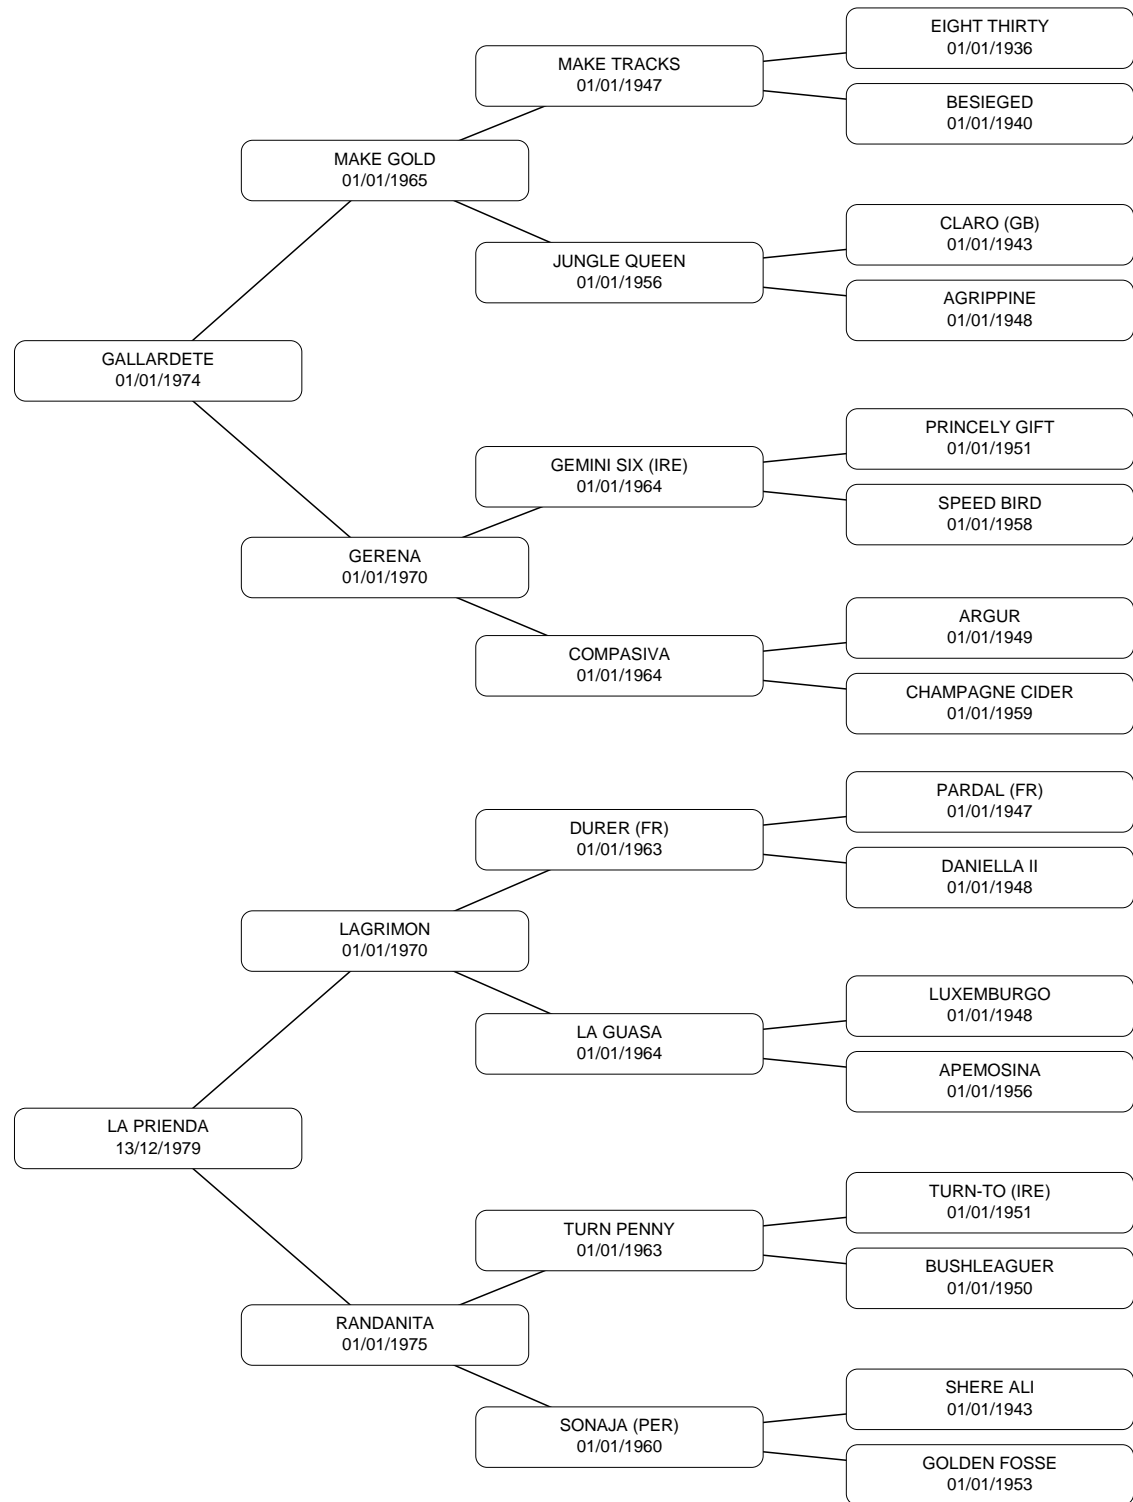 EIGHT THIRTY
01/01/1936
MAKE TRACKS
01/01/1947
BESIEGED
01/01/1940
MAKE GOLD
01/01/1965
CLARO (GB)
01/01/1943
JUNGLE QUEEN
01/01/1956
AGRIPPINE
01/01/1948
GALLARDETE
01/01/1974
PRINCELY GIFT
01/01/1951
GEMINI SIX (IRE)
01/01/1964
SPEED BIRD
01/01/1958
GERENA
01/01/1970
ARGUR
01/01/1949
COMPASIVA
01/01/1964
CHAMPAGNE CIDER
01/01/1959
PARDAL (FR)
01/01/1947
DURER (FR)
01/01/1963
DANIELLA II
01/01/1948
LAGRIMON
01/01/1970
LUXEMBURGO
01/01/1948
LA GUASA
01/01/1964
APEMOSINA
01/01/1956
LA PRIENDA
13/12/1979
TURN-TO (IRE)
01/01/1951
TURN PENNY
01/01/1963
BUSHLEAGUER
01/01/1950
RANDANITA
01/01/1975
SHERE ALI
01/01/1943
SONAJA (PER)
01/01/1960
GOLDEN FOSSE
01/01/1953